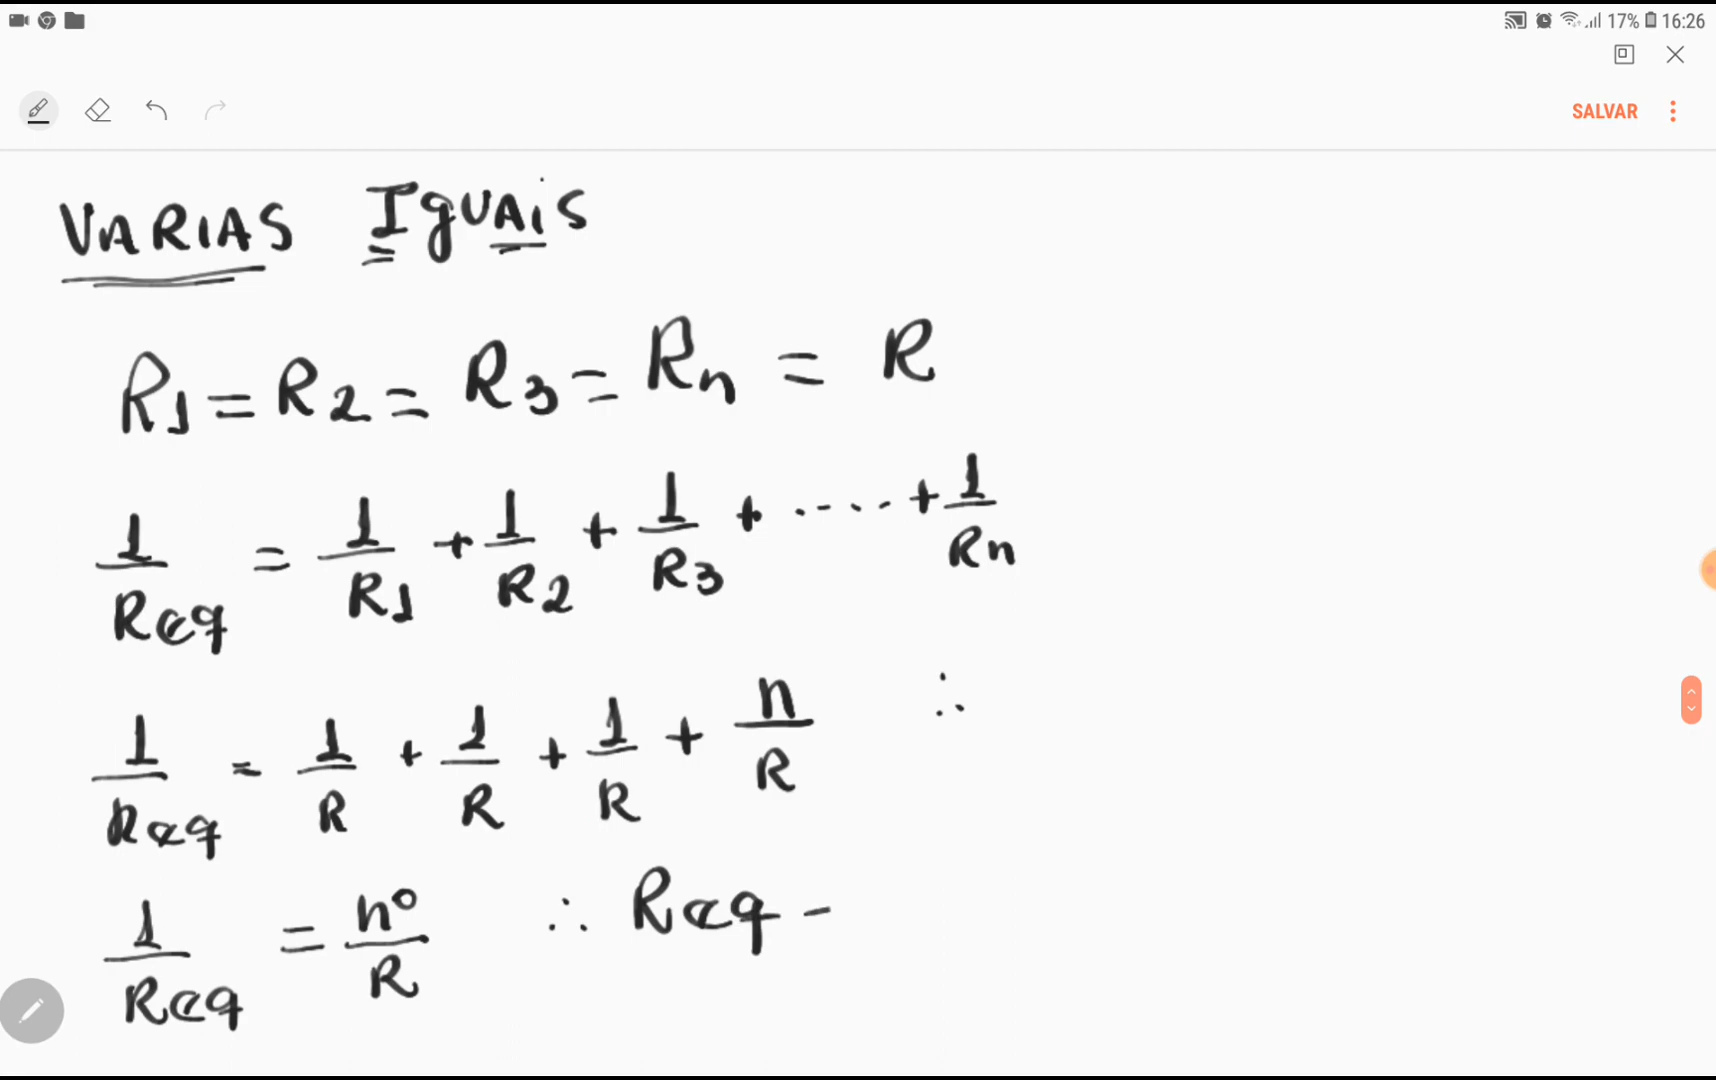 17% 16:26
SALVAR
VARIAS IguAis
R1 = R2 = R3 = Rn = R
1/Req = 1/R1 + 1/R2 + 1/R3 + ..... + 1/Rn
1/Req = 1/R + 1/R + 1/R + n/R ∴
1/Req = nº/R ∴ Req -